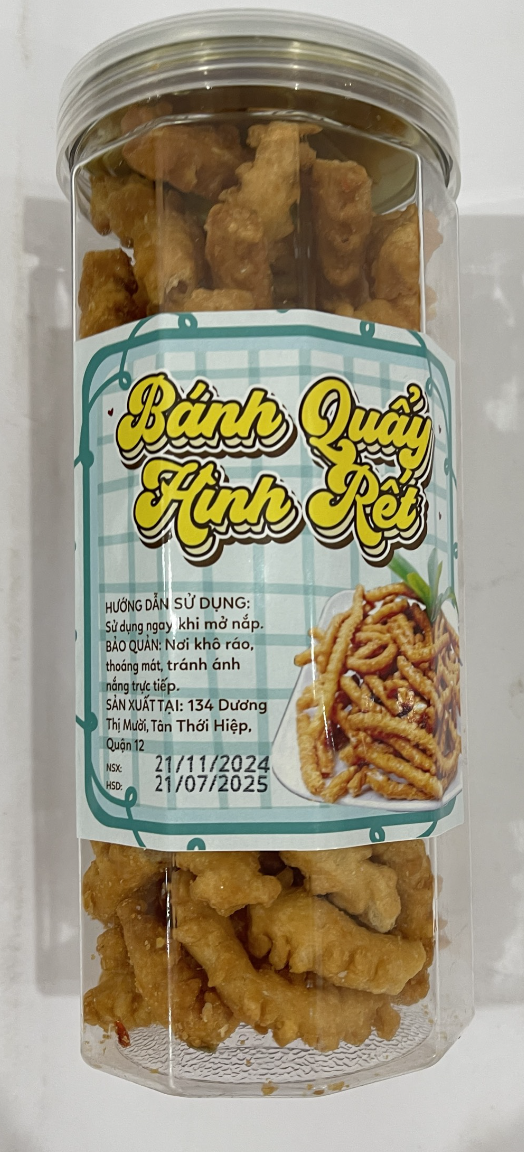 Bánh Quẩy
Hình Rết
HƯỚNG DẪN SỬ DỤNG:
Sử dụng ngay khi mở nắp.
BẢO QUẢN: Nơi khô ráo,
thoáng mát, tránh ánh
nắng trực tiếp.
SẢN XUẤT TẠI: 134 Dương
Thị Mười, Tân Thới Hiệp,
Quận 12
NSX: 21/11/2024
HSD: 21/07/2025